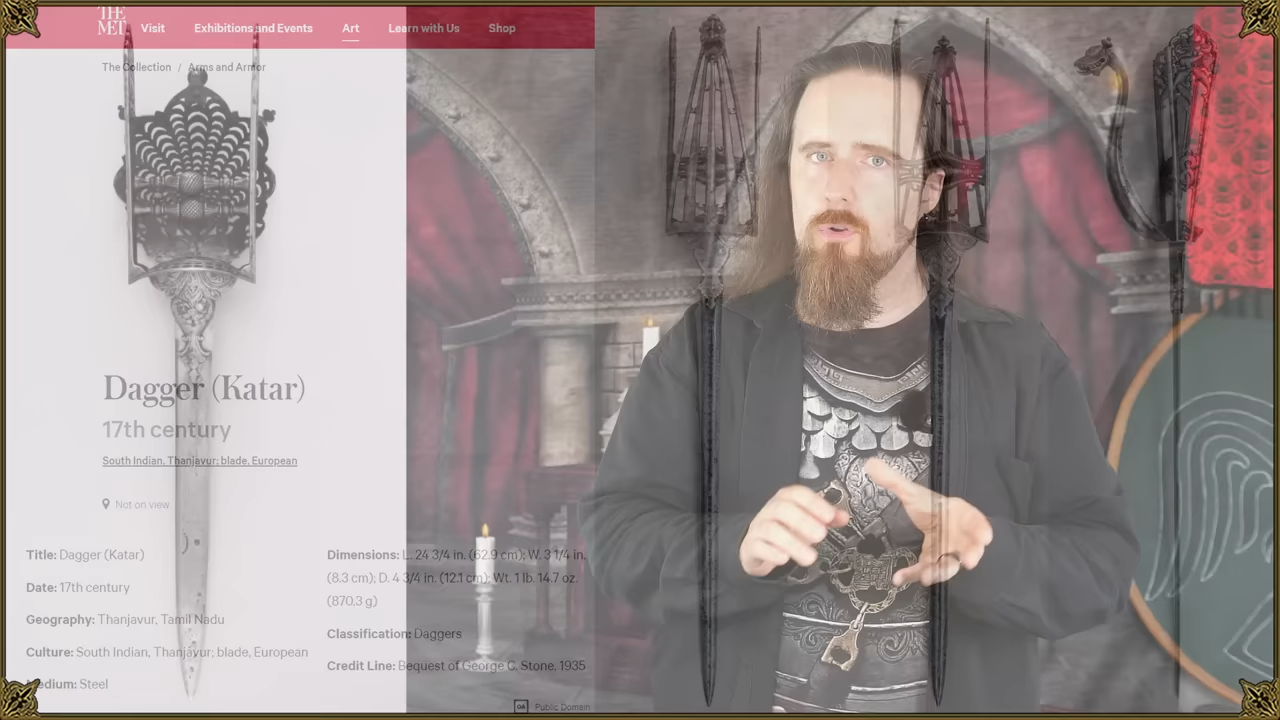 THE
MET
Visit Exhibitions and Events Art Learn with Us Shop
The Collection / Arms and Armor
Dagger (Katar)
17th century
South Indian, Thanjavur; blade, European
Not on view
Title: Dagger (Katar)
Date: 17th century
Geography: Thanjavur, Tamil Nadu
Culture: South Indian, Thanjavur; blade, European
Medium: Steel
Dimensions: L. 24 3/4 in. (62.9 cm); W. 3 1/4 in.
(8.3 cm); D. 4 3/4 in. (12.1 cm); Wt. 1 lb. 14.7 oz.
(870.3 g)
Classification: Daggers
Credit Line: Bequest of George C. Stone, 1935
OA Public Domain